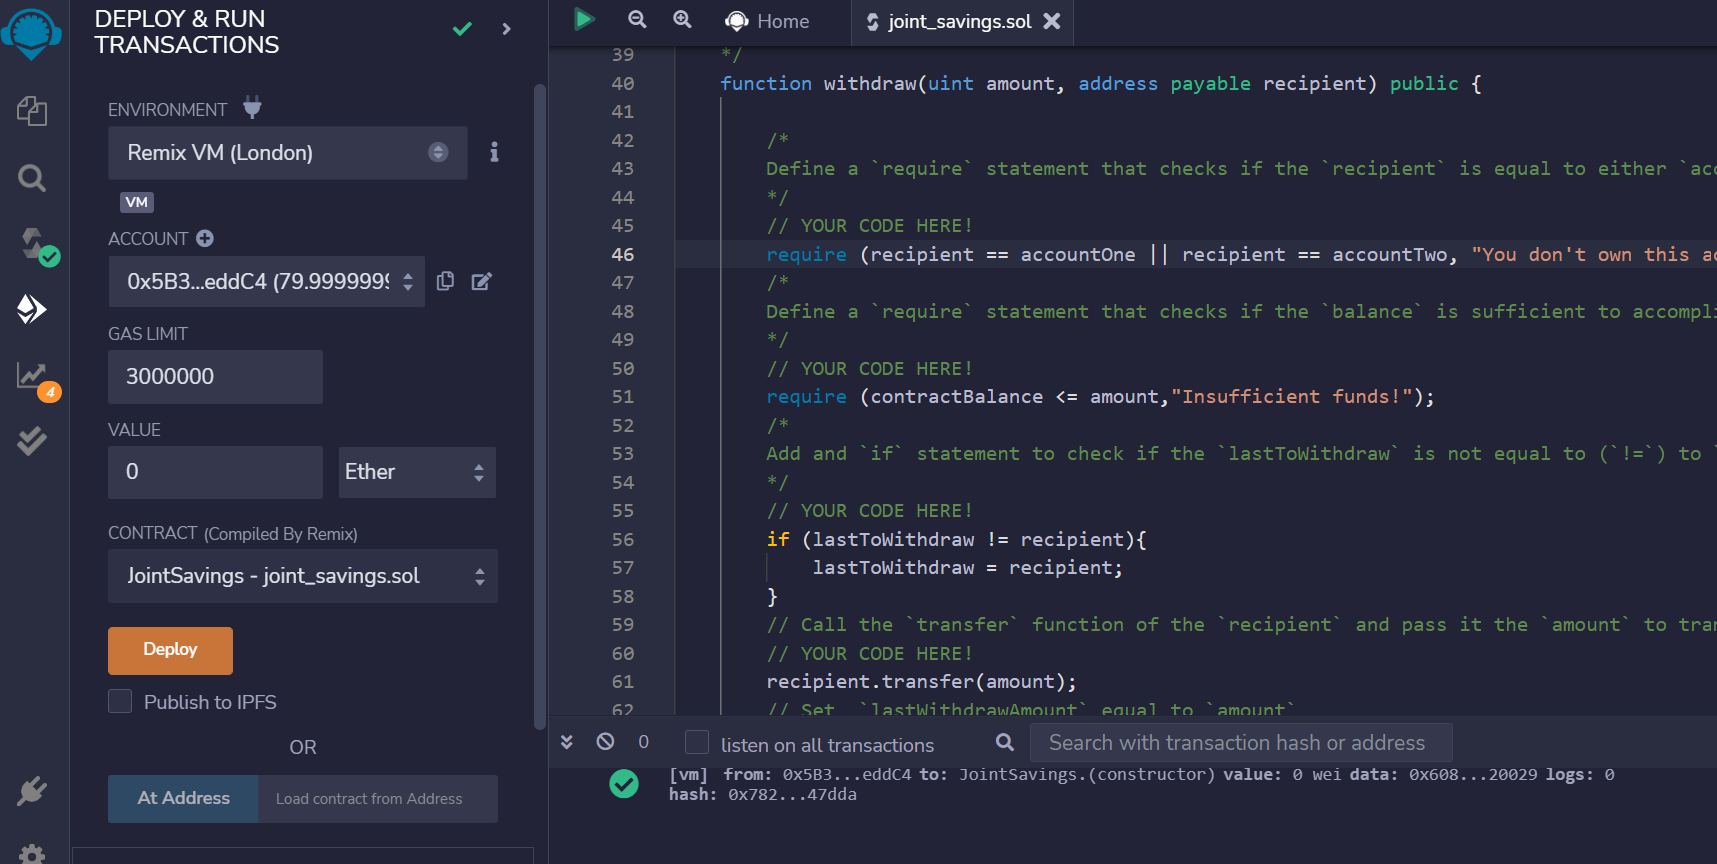 DEPLOY & RUN
TRANSACTIONS
ENVIRONMENT
Remix VM (London)
VM
ACCOUNT
0x5B3...eddC4 (79.9999999
GAS LIMIT
3000000
VALUE
0
Ether
CONTRACT (Compiled By Remix)
JointSavings - joint_savings.sol
Deploy
Publish to IPFS
OR
At Address
Load contract from Address
4
Home
joint_savings.sol
39 */
40 function withdraw(uint amount, address payable recipient) public {
41
42 /*
43 Define a `require` statement that checks if the `recipient` is equal to either `acc
44 */
45 // YOUR CODE HERE!
46 require (recipient == accountOne || recipient == accountTwo, "You don't own this ac
47 /*
48 Define a `require` statement that checks if the `balance` is sufficient to accompli
49 */
50 // YOUR CODE HERE!
51 require (contractBalance <= amount,"Insufficient funds!");
52 /*
53 Add and `if` statement to check if the `lastToWithdraw` is not equal to (`!=`) to `
54 */
55 // YOUR CODE HERE!
56 if (lastToWithdraw != recipient){
57 lastToWithdraw = recipient;
58 }
59 // Call the `transfer` function of the `recipient` and pass it the `amount` to tran
60 // YOUR CODE HERE!
61 recipient.transfer(amount);
62 // Set `lastWithdrawAmount` equal to `amount`
0
listen on all transactions
Search with transaction hash or address
[vm] from: 0x5B3...eddC4 to: JointSavings.(constructor) value: 0 wei data: 0x608...20029 logs: 0
hash: 0x782...47dda